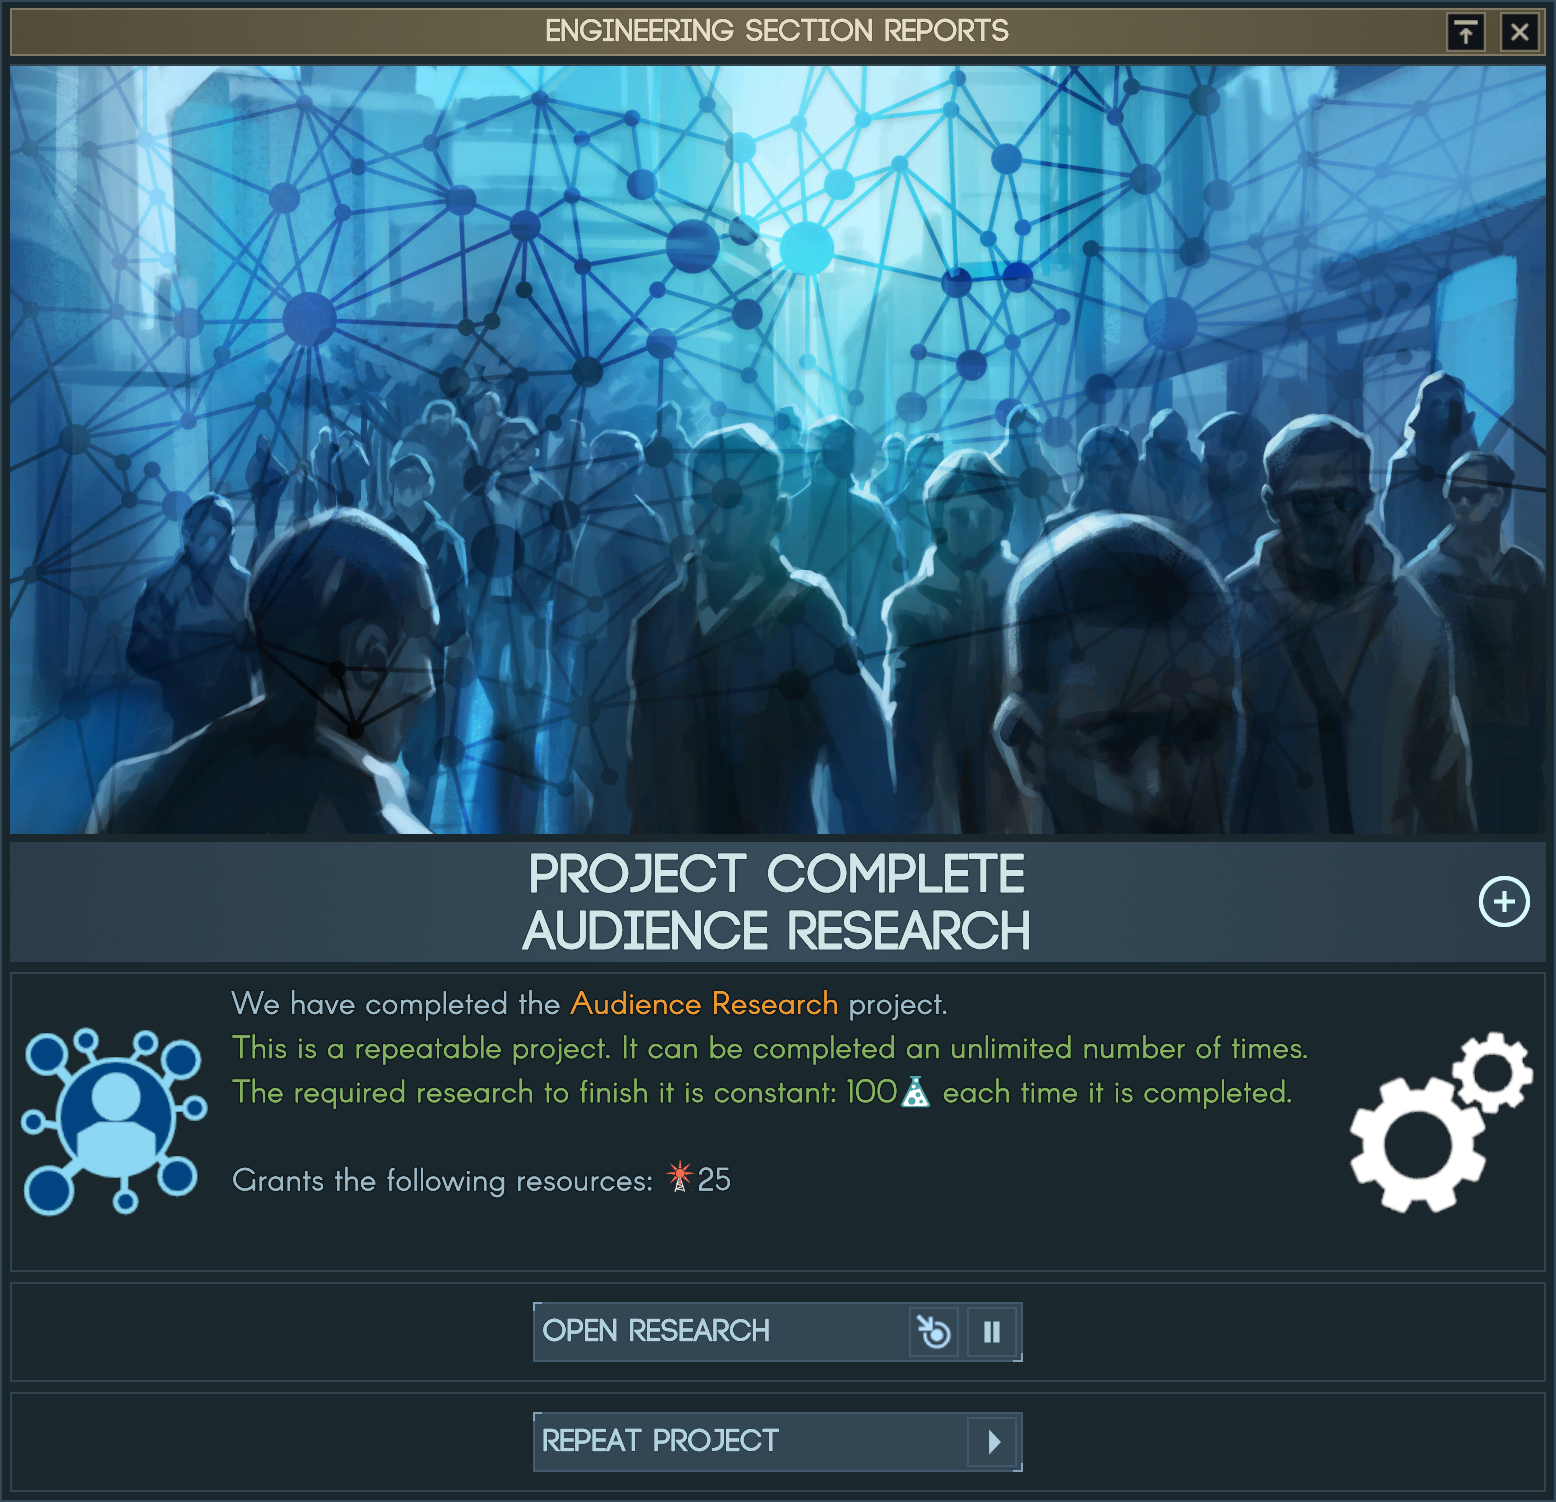 ENGINEERING SECTION REPORTS
PROJECT COMPLETE
AUDIENCE RESEARCH
We have completed the Audience Research project.
This is a repeatable project. It can be completed an unlimited number of times.
The required research to finish it is constant: 100 each time it is completed.
Grants the following resources: 25
OPEN RESEARCH
REPEAT PROJECT